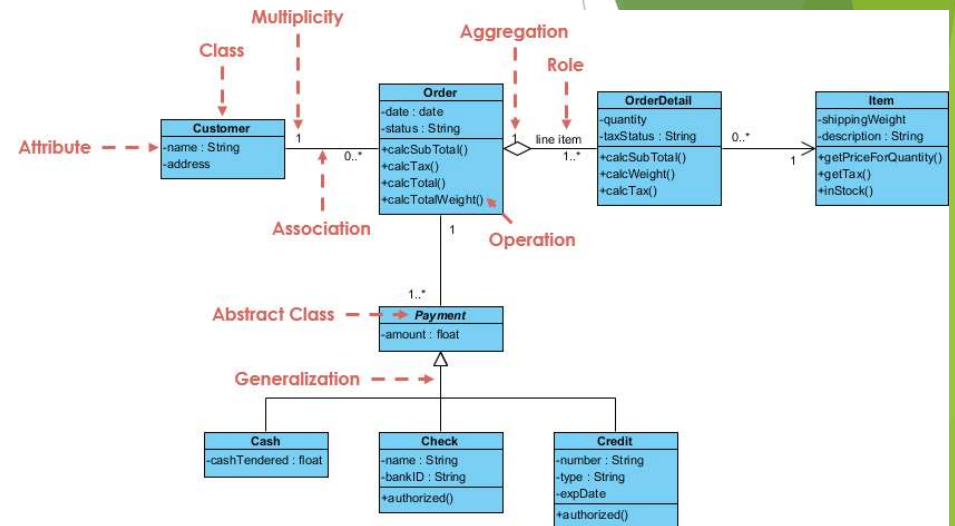 Multiplicity
Aggregation
Class
Role
Attribute
Customer
-name : String
-address
1
0..*
Association
Order
-date : date
-status : String
+calcSubTotal()
+calcTax()
+calcTotal()
+calcTotalWeight()
Operation
1
line item
1..*
OrderDetail
-quantity
-taxStatus : String
+calcSubTotal()
+calcWeight()
+calcTax()
0..*
1
Item
-shippingWeight
-description : String
+getPriceForQuantity()
+getTax()
+inStock()
1
1..*
Abstract Class
Payment
-amount : float
Generalization
Cash
-cashTendered : float
Check
-name : String
-bankID : String
+authorized()
Credit
-number : String
-type : String
-expDate
+authorized()